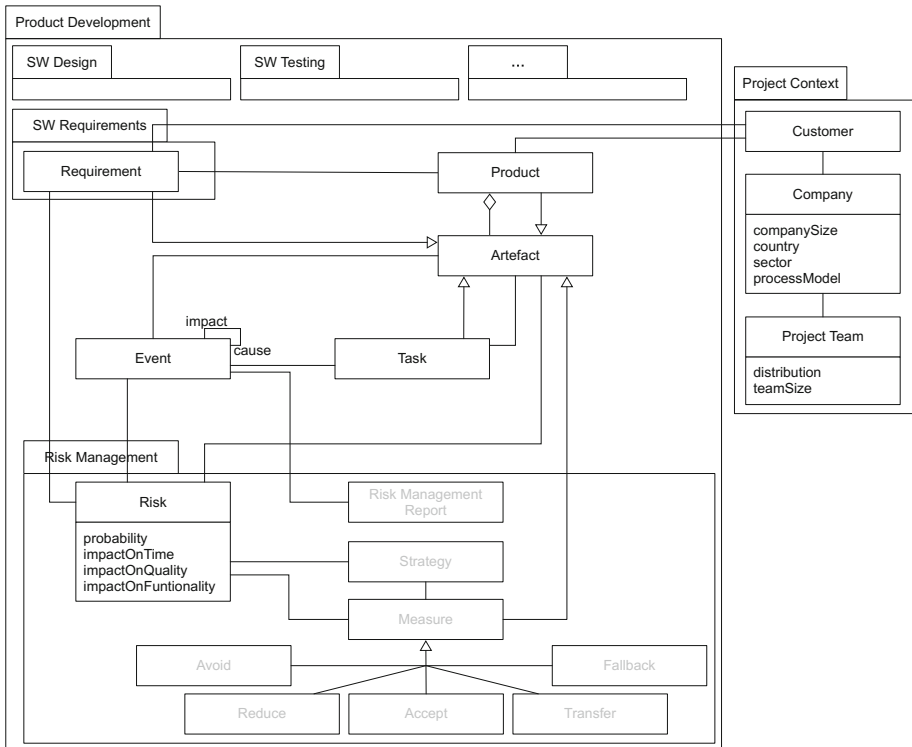 Product Development
SW Design
SW Testing
...
Project Context
SW Requirements
Customer
Requirement
Product
Company
companySize
country
sector
processModel
Artefact
impact
cause
Event
Task
Project Team
distribution
teamSize
Risk Management
Risk
probability
impactOnTime
impactOnQuality
impactOnFuntionality
Risk Management
Report
Strategy
Measure
Avoid
Fallback
Reduce
Accept
Transfer